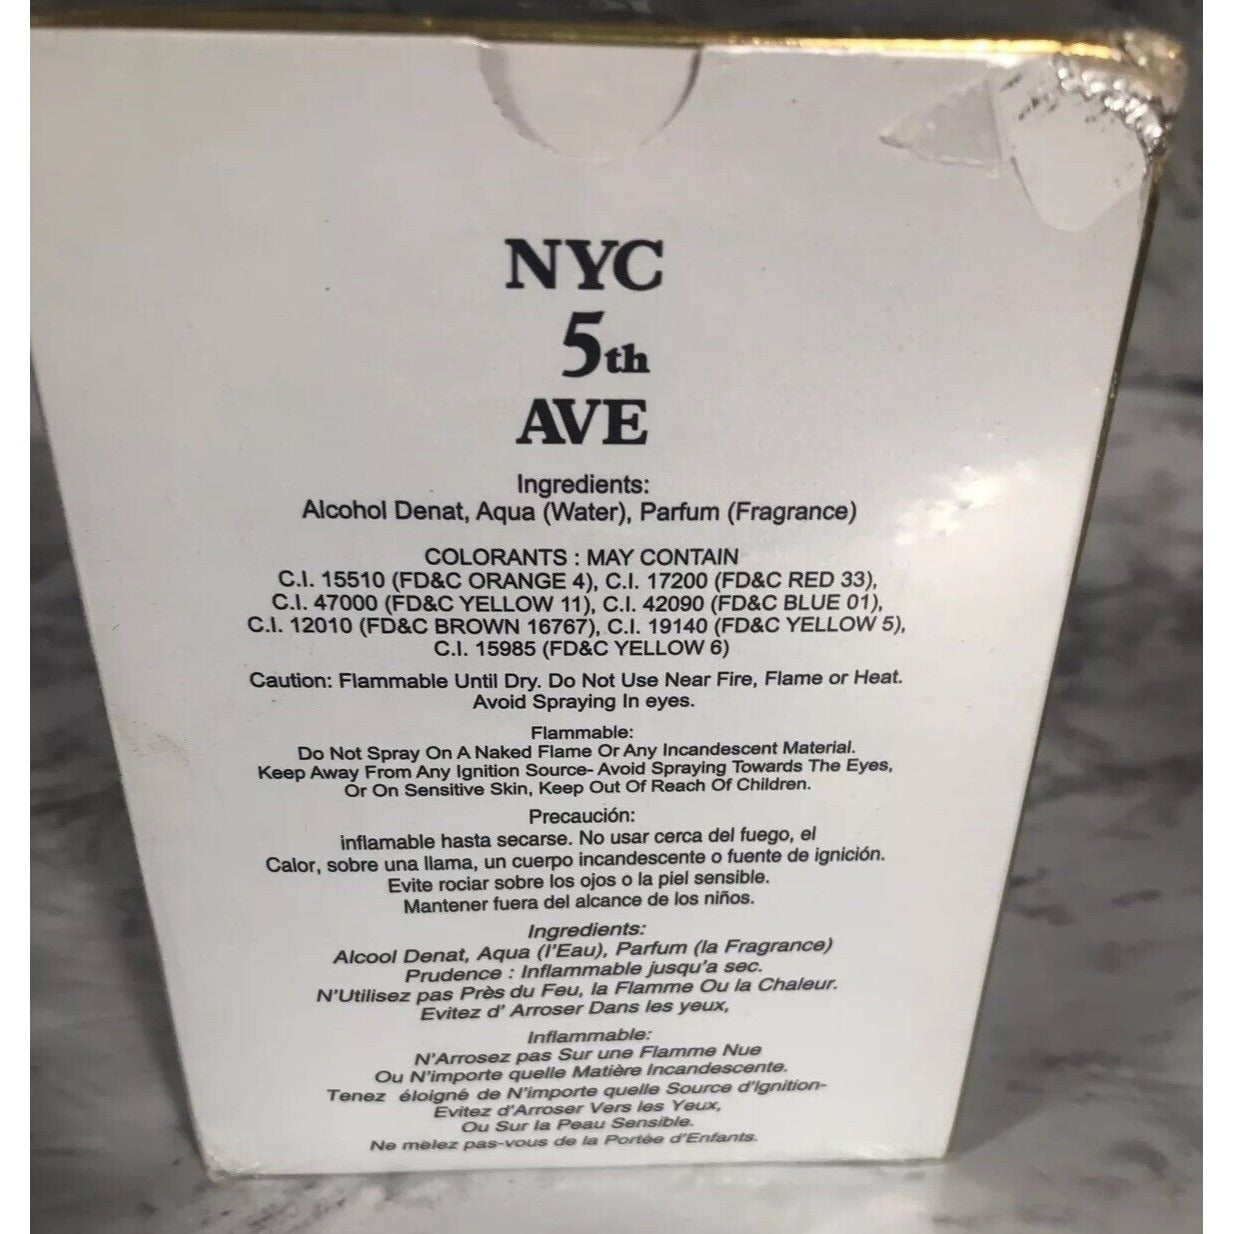 NYC
5th
AVE
Ingredients:
Alcohol Denat, Aqua (Water), Parfum (Fragrance)
COLORANTS : MAY CONTAIN
C.I. 15510 (FD&C ORANGE 4), C.I. 17200 (FD&C RED 33),
C.I. 47000 (FD&C YELLOW 11), C.I. 42090 (FD&C BLUE 01),
C.I. 12010 (FD&C BROWN 16767), C.I. 19140 (FD&C YELLOW 5),
C.I. 15985 (FD&C YELLOW 6)
Caution: Flammable Until Dry. Do Not Use Near Fire, Flame or Heat.
Avoid Spraying In eyes.
Flammable:
Do Not Spray On A Naked Flame Or Any Incandescent Material.
Keep Away From Any Ignition Source- Avoid Spraying Towards The Eyes,
Or On Sensitive Skin, Keep Out Of Reach Of Children.
Precaución:
inflamable hasta secarse. No usar cerca del fuego, el
Calor, sobre una llama, un cuerpo incandescente o fuente de ignición.
Evite rociar sobre los ojos o la piel sensible.
Mantener fuera del alcance de los niños.
Ingredients:
Alcool Denat, Aqua (l'Eau), Parfum (la Fragrance)
Prudence : Inflammable jusqu'a sec.
N'Utilisez pas Près du Feu, la Flamme Ou la Chaleur.
Evitez d' Arroser Dans les yeux,
Inflammable:
N'Arrosez pas Sur une Flamme Nue
Ou N'importe quelle Matière Incandescente.
Tenez éloigné de N'importe quelle Source d'Ignition-
Evitez d'Arroser Vers les Yeux,
Ou Sur la Peau Sensible.
Ne melez pas-vous de la Portée d'Enfants.